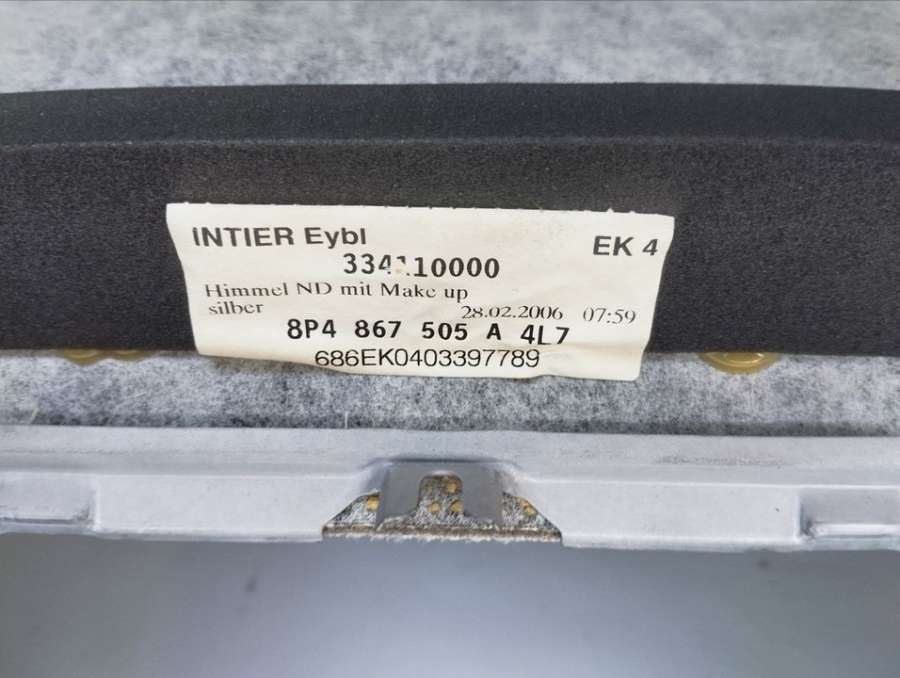 INTIER Eybl EK 4
334110000
Himmel ND mit Make up
silber 28.02.2006 07:59
8P4 867 505 A 4L7
686EK0403397789